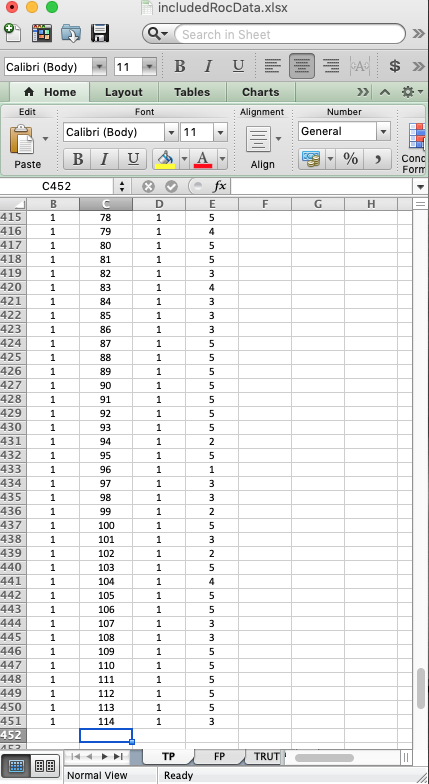 includedRocData.xlsx
Search in Sheet
Calibri (Body) 11 B I U $
Home Layout Tables Charts
Edit Font Alignment Number
Calibri (Body) 11 General
Paste B I U A Align % , Cond
Form
C452 fx
B C D E F G H
415 1 78 1 5
416 1 79 1 4
417 1 80 1 5
418 1 81 1 5
419 1 82 1 3
420 1 83 1 4
421 1 84 1 3
422 1 85 1 3
423 1 86 1 3
424 1 87 1 5
425 1 88 1 5
426 1 89 1 5
427 1 90 1 5
428 1 91 1 5
429 1 92 1 5
430 1 93 1 5
431 1 94 1 2
432 1 95 1 5
433 1 96 1 1
434 1 97 1 3
435 1 98 1 3
436 1 99 1 2
437 1 100 1 5
438 1 101 1 3
439 1 102 1 2
440 1 103 1 5
441 1 104 1 4
442 1 105 1 5
443 1 106 1 5
444 1 107 1 3
445 1 108 1 3
446 1 109 1 5
447 1 110 1 5
448 1 111 1 5
449 1 112 1 5
450 1 113 1 5
451 1 114 1 3
452
TP FP TRUT
Normal View Ready